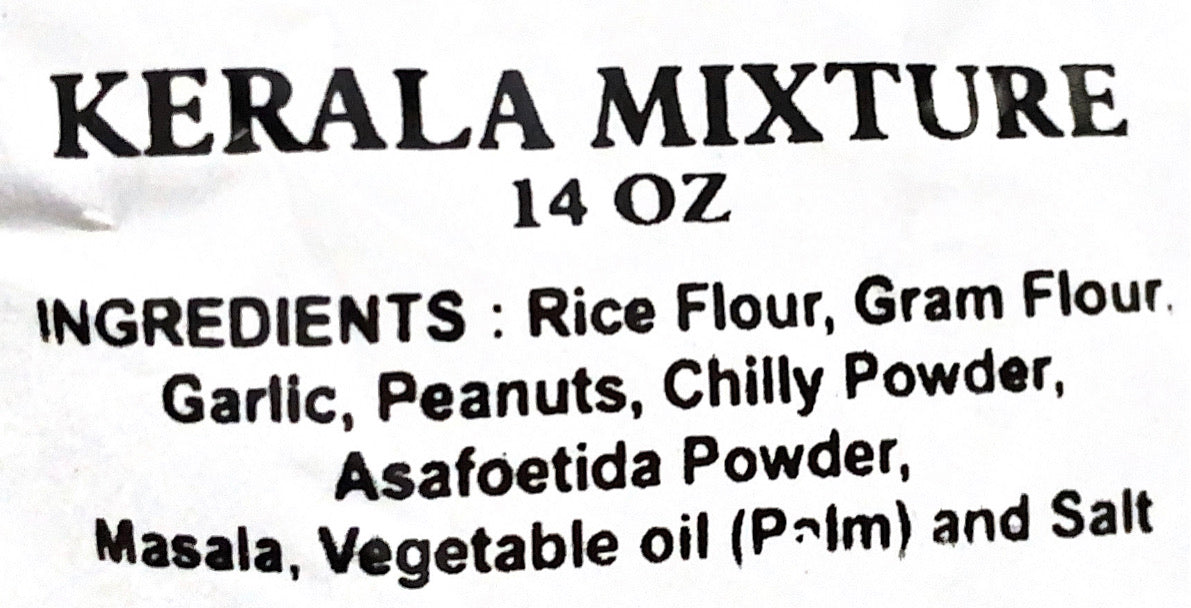 KERALA MIXTURE
14 OZ
INGREDIENTS : Rice Flour, Gram Flour,
Garlic, Peanuts, Chilly Powder,
Asafoetida Powder,
Masala, Vegetable oil (Palm) and Salt